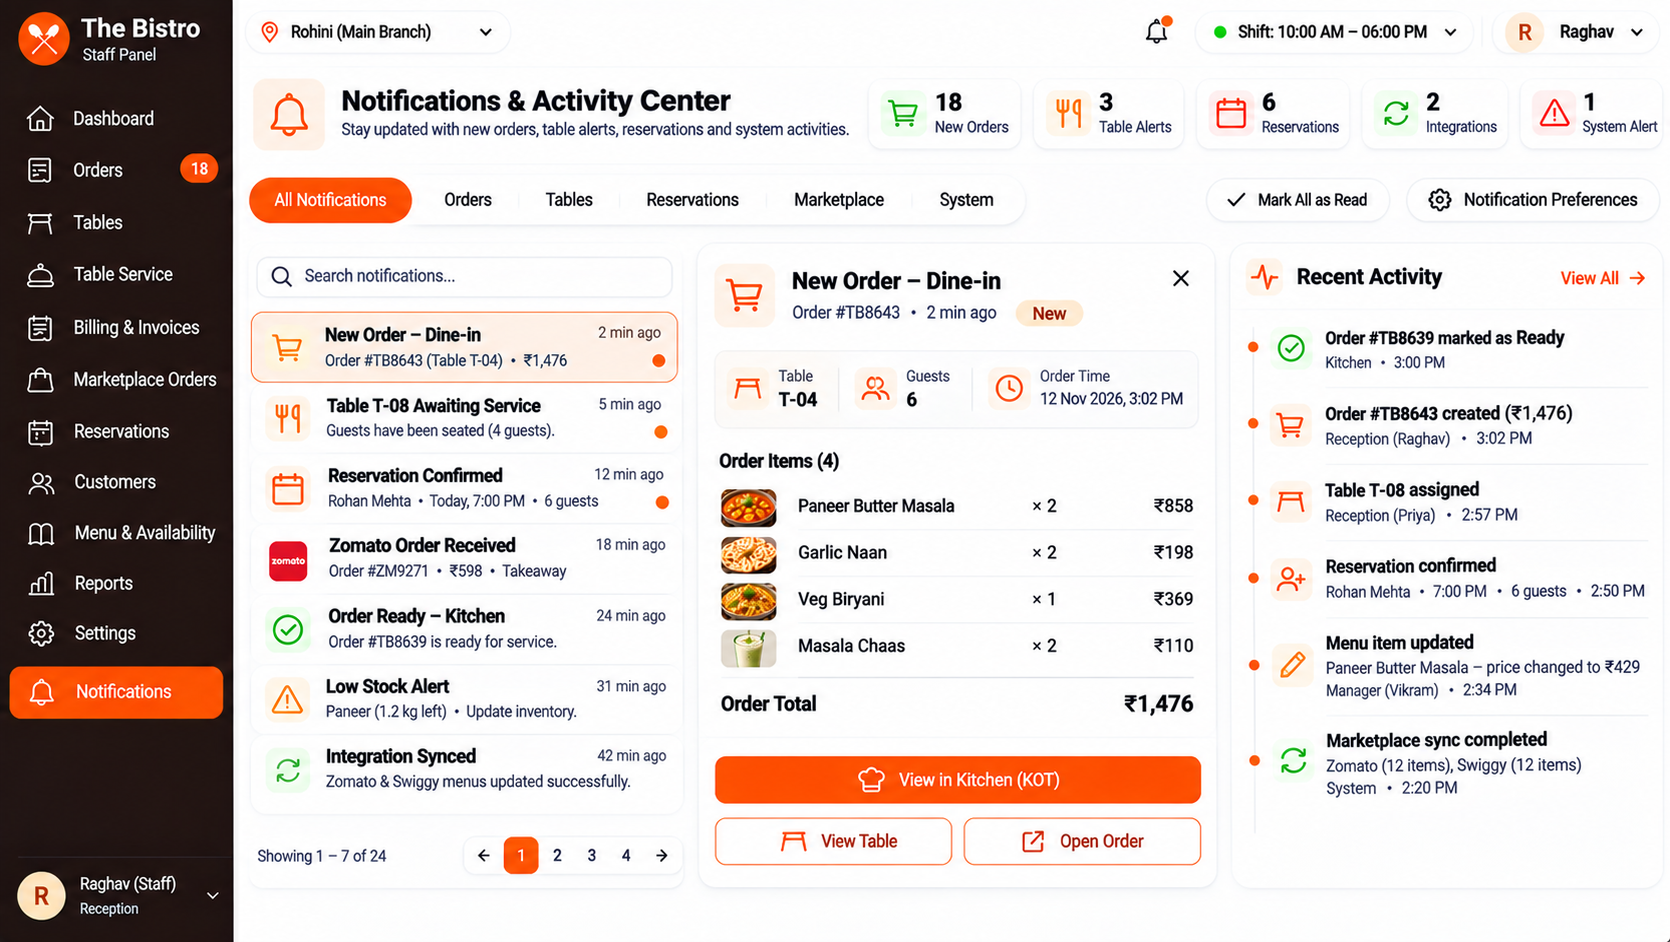 The Bistro
Staff Panel
Dashboard
Orders
18
Tables
Table Service
Billing & Invoices
Marketplace Orders
Reservations
Customers
Menu & Availability
Reports
Settings
Notifications
R
Raghav (Staff)
Reception
Rohini (Main Branch)
Shift: 10:00 AM – 06:00 PM
R
Raghav
Notifications & Activity Center
Stay updated with new orders, table alerts, reservations and system activities.
18
New Orders
3
Table Alerts
6
Reservations
2
Integrations
1
System Alert
All Notifications
Orders
Tables
Reservations
Marketplace
System
Mark All as Read
Notification Preferences
Search notifications...
New Order – Dine-in
2 min ago
Order #TB8643 (Table T-04) • ₹1,476
Table T-08 Awaiting Service
5 min ago
Guests have been seated (4 guests).
Reservation Confirmed
12 min ago
Rohan Mehta • Today, 7:00 PM • 6 guests
zomato
Zomato Order Received
18 min ago
Order #ZM9271 • ₹598 • Takeaway
Order Ready – Kitchen
24 min ago
Order #TB8639 is ready for service.
Low Stock Alert
31 min ago
Paneer (1.2 kg left) • Update inventory.
Integration Synced
42 min ago
Zomato & Swiggy menus updated successfully.
Showing 1 – 7 of 24
← 1 2 3 4 →
New Order – Dine-in
Order #TB8643 • 2 min ago
New
Table
T-04
Guests
6
Order Time
12 Nov 2026, 3:02 PM
Order Items (4)
Paneer Butter Masala × 2 ₹858
Garlic Naan × 2 ₹198
Veg Biryani × 1 ₹369
Masala Chaas × 2 ₹110
Order Total ₹1,476
View in Kitchen (KOT)
View Table
Open Order
Recent Activity
View All →
Order #TB8639 marked as Ready
Kitchen • 3:00 PM
Order #TB8643 created (₹1,476)
Reception (Raghav) • 3:02 PM
Table T-08 assigned
Reception (Priya) • 2:57 PM
Reservation confirmed
Rohan Mehta • 7:00 PM • 6 guests • 2:50 PM
Menu item updated
Paneer Butter Masala – price changed to ₹429
Manager (Vikram) • 2:34 PM
Marketplace sync completed
Zomato (12 items), Swiggy (12 items)
System • 2:20 PM